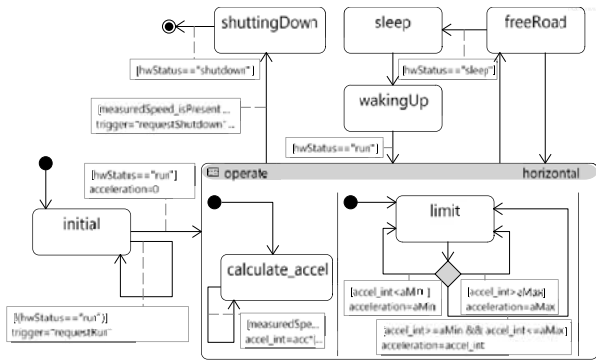 shuttingDown
sleep
freeRoad
[hwStatus=="shutdown"]
[hwStatus=="sleep"]
[measuredSpeed_isPresent ...
trigger="requestShutdown" ...
wakingUp
[hwStatus=="run"]
[hwStatus=="run"]
acceleration=0
operate
horizontal
initial
limit
calculate_accel
[accel_int<aMin ]
acceleration=aMin
[accel_int>aMax]
acceleration=aMax
[!(hwStatus=="run")]
trigger="requestRun"
[measuredSpe...
accel_int=acc*[...
[accel_int>=aMin && accel_int<=aMax]
acceleration=accel_int